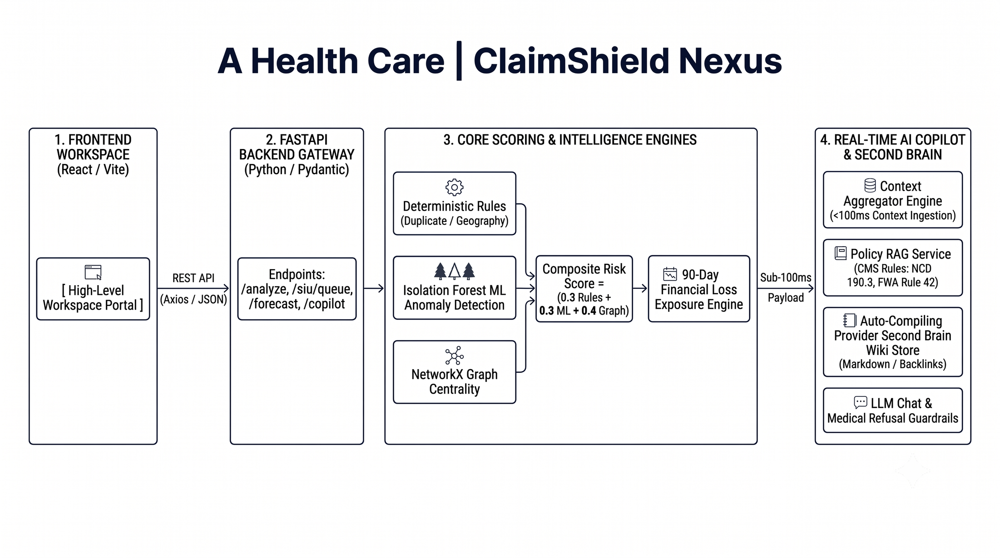 A Health Care | ClaimShield Nexus
1. FRONTEND
WORKSPACE
(React / Vite)
[ High-Level
Workspace Portal ]
REST API
(Axios / JSON)
2. FASTAPI
BACKEND GATEWAY
(Python / Pydantic)
Endpoints:
/analyze, /siu/queue,
/forecast, /copilot
3. CORE SCORING & INTELLIGENCE ENGINES
Deterministic Rules
(Duplicate / Geography)
Isolation Forest ML
Anomaly Detection
NetworkX Graph
Centrality
Composite Risk
Score =
(0.3 Rules +
0.3 ML + 0.4 Graph)
90-Day
Financial Loss
Exposure Engine
Sub-100ms
Payload
4. REAL-TIME AI COPILOT
& SECOND BRAIN
Context
Aggregator Engine
(<100ms Context Ingestion)
Policy RAG Service
(CMS Rules: NCD
190.3, FWA Rule 42)
Auto-Compiling
Provider Second Brain
Wiki Store
(Markdown / Backlinks)
LLM Chat &
Medical Refusal Guardrails